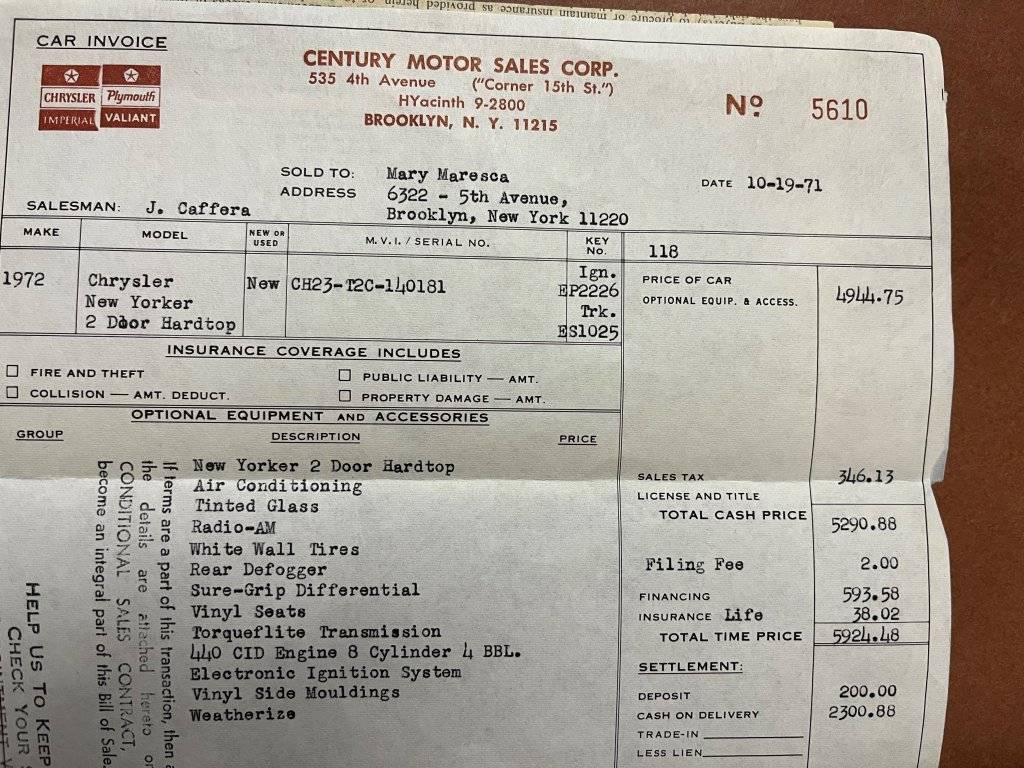 to procure or maintain insurance as provided herein
CAR INVOICE
CHRYSLER Plymouth
IMPERIAL VALIANT
CENTURY MOTOR SALES CORP.
535 4th Avenue ("Corner 15th St.")
HYacinth 9-2800
BROOKLYN, N. Y. 11215
Nº 5610
SOLD TO: Mary Maresca
ADDRESS 6322 - 5th Avenue,
Brooklyn, New York 11220
DATE 10-19-71
SALESMAN: J. Caffera
MAKE MODEL NEW OR USED M.V.I. / SERIAL NO. KEY No. 118
1972 Chrysler New CH23-T2C-140181 Ign.
New Yorker EP2226
2 Door Hardtop Trk.
ES1025
PRICE OF CAR
OPTIONAL EQUIP. & ACCESS. 4944.75
INSURANCE COVERAGE INCLUDES
FIRE AND THEFT PUBLIC LIABILITY — AMT.
COLLISION — AMT. DEDUCT. PROPERTY DAMAGE — AMT.
OPTIONAL EQUIPMENT AND ACCESSORIES
GROUP DESCRIPTION PRICE
New Yorker 2 Door Hardtop
Air Conditioning
Tinted Glass
Radio-AM
White Wall Tires
Rear Defogger
Sure-Grip Differential
Vinyl Seats
Torqueflite Transmission
440 CID Engine 8 Cylinder 4 BBL.
Electronic Ignition System
Vinyl Side Mouldings
Weatherize
SALES TAX 346.13
LICENSE AND TITLE
TOTAL CASH PRICE 5290.88
Filing Fee 2.00
FINANCING 593.58
INSURANCE Life 38.02
TOTAL TIME PRICE 5924.48
SETTLEMENT:
DEPOSIT 200.00
CASH ON DELIVERY 2300.88
TRADE-IN
LESS LIEN
If terms are a part of this transaction, then
the details are attached hereto
CONDITIONAL SALES CONTRACT,
become an integral part of this Bill of Sale.
HELP US TO KEEP
CHECK YOUR